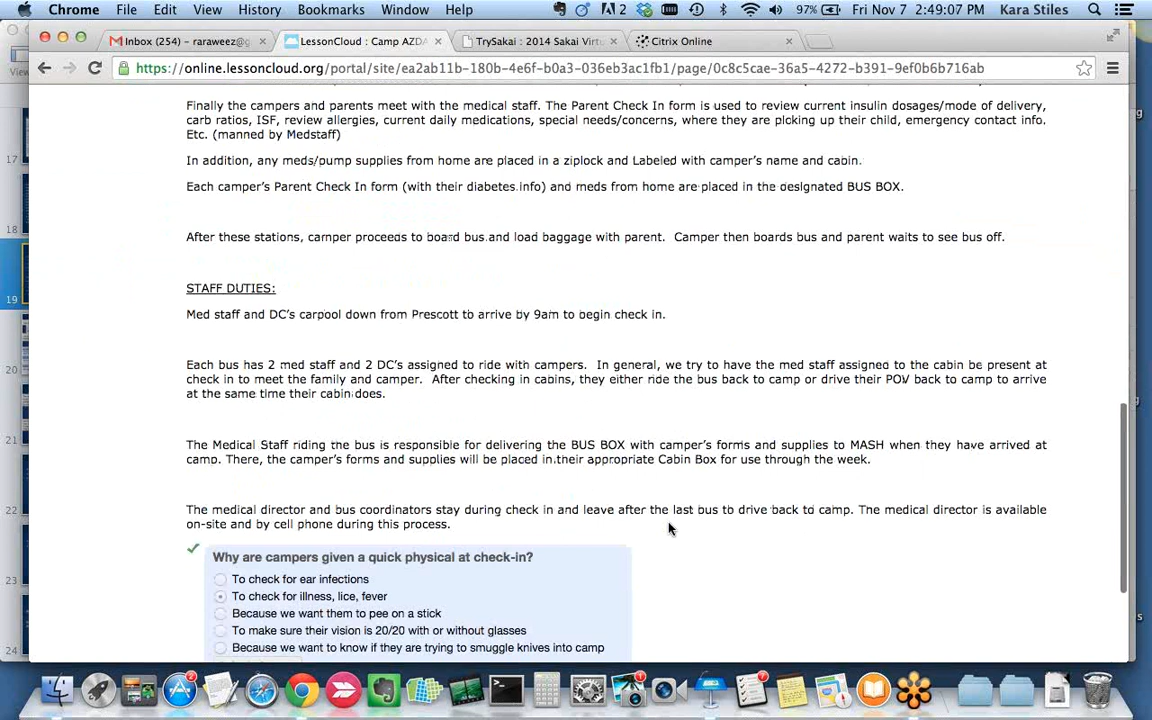 Chrome File Edit View History Bookmarks Window Help 2 97% Fri Nov 7 2:49:07 PM Kara Stiles
Inbox (254) - raraweez@g
LessonCloud : Camp AZDA
TrySakai : 2014 Sakai Virtu
Citrix Online
https://online.lessoncloud.org/portal/site/ea2ab11b-180b-4e6f-b0a3-036eb3ac1fb1/page/0c8c5cae-36a5-4272-b391-9ef0b6b716ab
View
17
18
19
20
21
22
23
24
Finally the campers and parents meet with the medical staff. The Parent Check In form is used to review current insulin dosages/mode of delivery,
carb ratios, ISF, review allergies, current daily medications, special needs/concerns, where they are picking up their child, emergency contact info.
Etc. (manned by Medstaff)
In addition, any meds/pump supplies from home are placed in a ziplock and Labeled with camper's name and cabin.
Each camper's Parent Check In form (with their diabetes info) and meds from home are placed in the designated BUS BOX.
After these stations, camper proceeds to board bus and load baggage with parent. Camper then boards bus and parent waits to see bus off.
STAFF DUTIES:
Med staff and DC's carpool down from Prescott to arrive by 9am to begin check in.
Each bus has 2 med staff and 2 DC's assigned to ride with campers. In general, we try to have the med staff assigned to the cabin be present at
check in to meet the family and camper. After checking in cabins, they either ride the bus back to camp or drive their POV back to camp to arrive
at the same time their cabin does.
The Medical Staff riding the bus is responsible for delivering the BUS BOX with camper's forms and supplies to MASH when they have arrived at
camp. There, the camper's forms and supplies will be placed in their appropriate Cabin Box for use through the week.
The medical director and bus coordinators stay during check in and leave after the last bus to drive back to camp. The medical director is available
on-site and by cell phone during this process.
Why are campers given a quick physical at check-in?
To check for ear infections
To check for illness, lice, fever
Because we want them to pee on a stick
To make sure their vision is 20/20 with or without glasses
Because we want to know if they are trying to smuggle knives into camp